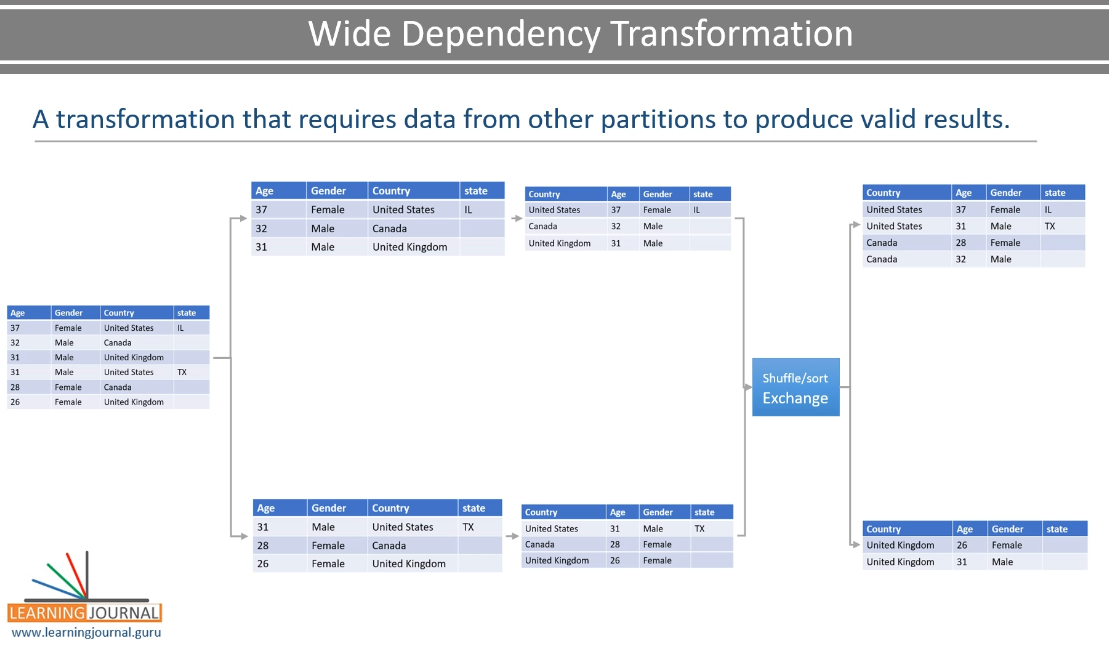 Wide Dependency Transformation
A transformation that requires data from other partitions to produce valid results.
Age Gender Country state
37 Female United States IL
32 Male Canada
31 Male United Kingdom
31 Male United States TX
28 Female Canada
26 Female United Kingdom
Age Gender Country state
37 Female United States IL
32 Male Canada
31 Male United Kingdom
Country Age Gender state
United States 37 Female IL
Canada 32 Male
United Kingdom 31 Male
Age Gender Country state
31 Male United States TX
28 Female Canada
26 Female United Kingdom
Country Age Gender state
United States 31 Male TX
Canada 28 Female
United Kingdom 26 Female
Shuffle/sort
Exchange
Country Age Gender state
United States 37 Female IL
United States 31 Male TX
Canada 28 Female
Canada 32 Male
Country Age Gender state
United Kingdom 26 Female
United Kingdom 31 Male
LEARNING JOURNAL
www.learningjournal.guru